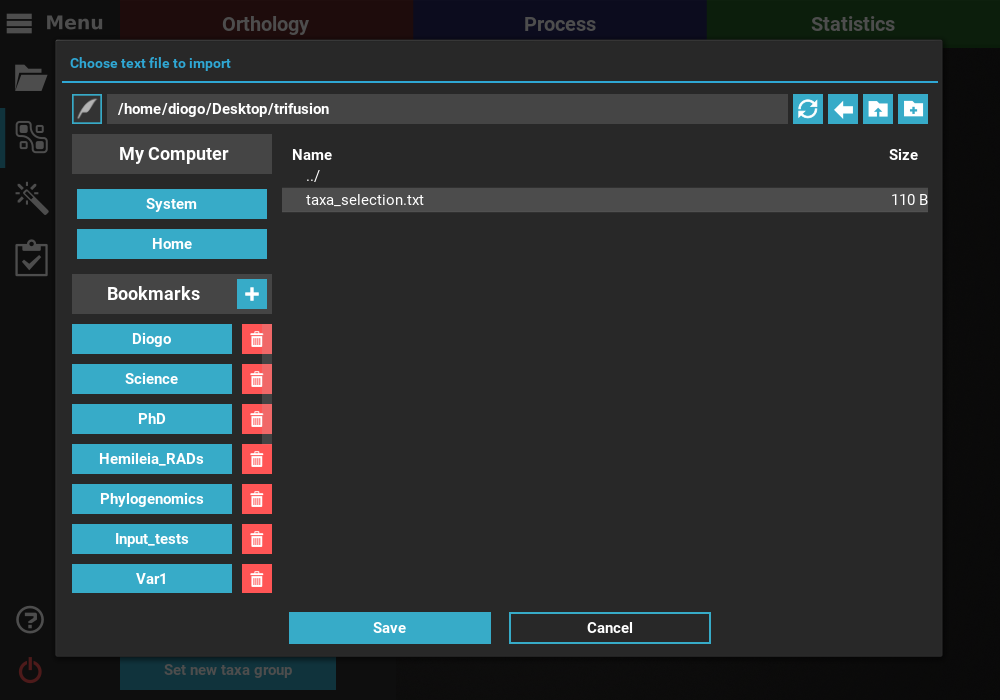 Menu
Orthology
Process
Statistics
Choose text file to import
/home/diogo/Desktop/trifusion
My Computer
System
Home
Bookmarks
Diogo
Science
PhD
Hemileia_RADs
Phylogenomics
Input_tests
Var1
Name Size
../
taxa_selection.txt 110 B
Save
Cancel
Set new taxa group